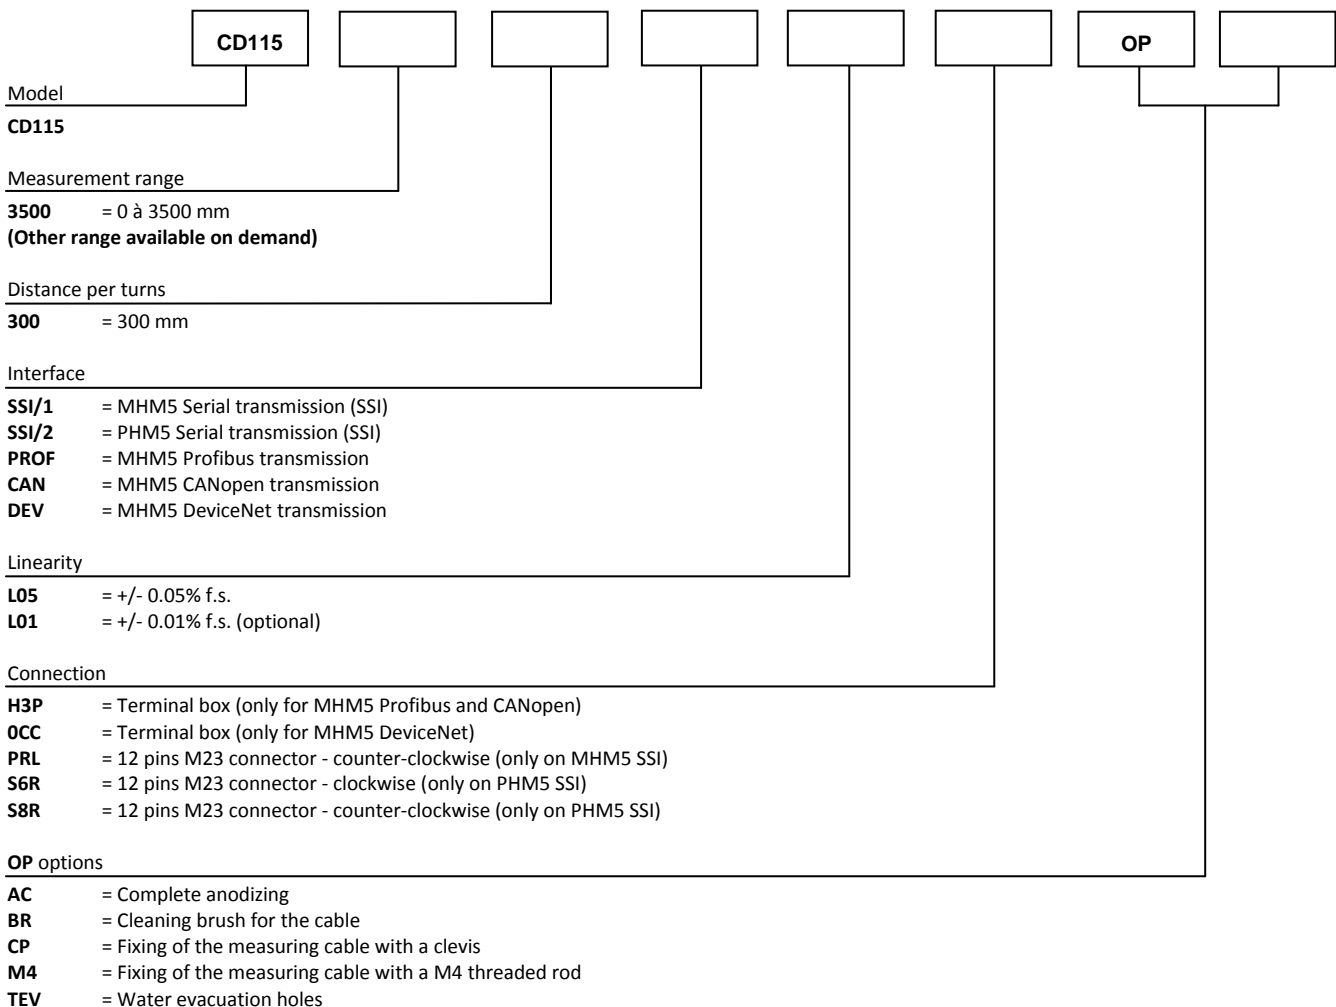 CD115 OP
Model
CD115
Measurement range
3500 = 0 à 3500 mm
(Other range available on demand)
Distance per turns
300 = 300 mm
Interface
SSI/1 = MHM5 Serial transmission (SSI)
SSI/2 = PHM5 Serial transmission (SSI)
PROF = MHM5 Profibus transmission
CAN = MHM5 CANopen transmission
DEV = MHM5 DeviceNet transmission
Linearity
L05 = +/- 0.05% f.s.
L01 = +/- 0.01% f.s. (optional)
Connection
H3P = Terminal box (only for MHM5 Profibus and CANopen)
0CC = Terminal box (only for MHM5 DeviceNet)
PRL = 12 pins M23 connector - counter-clockwise (only on MHM5 SSI)
S6R = 12 pins M23 connector - clockwise (only on PHM5 SSI)
S8R = 12 pins M23 connector - counter-clockwise (only on PHM5 SSI)
OP options
AC = Complete anodizing
BR = Cleaning brush for the cable
CP = Fixing of the measuring cable with a clevis
M4 = Fixing of the measuring cable with a M4 threaded rod
TEV = Water evacuation holes